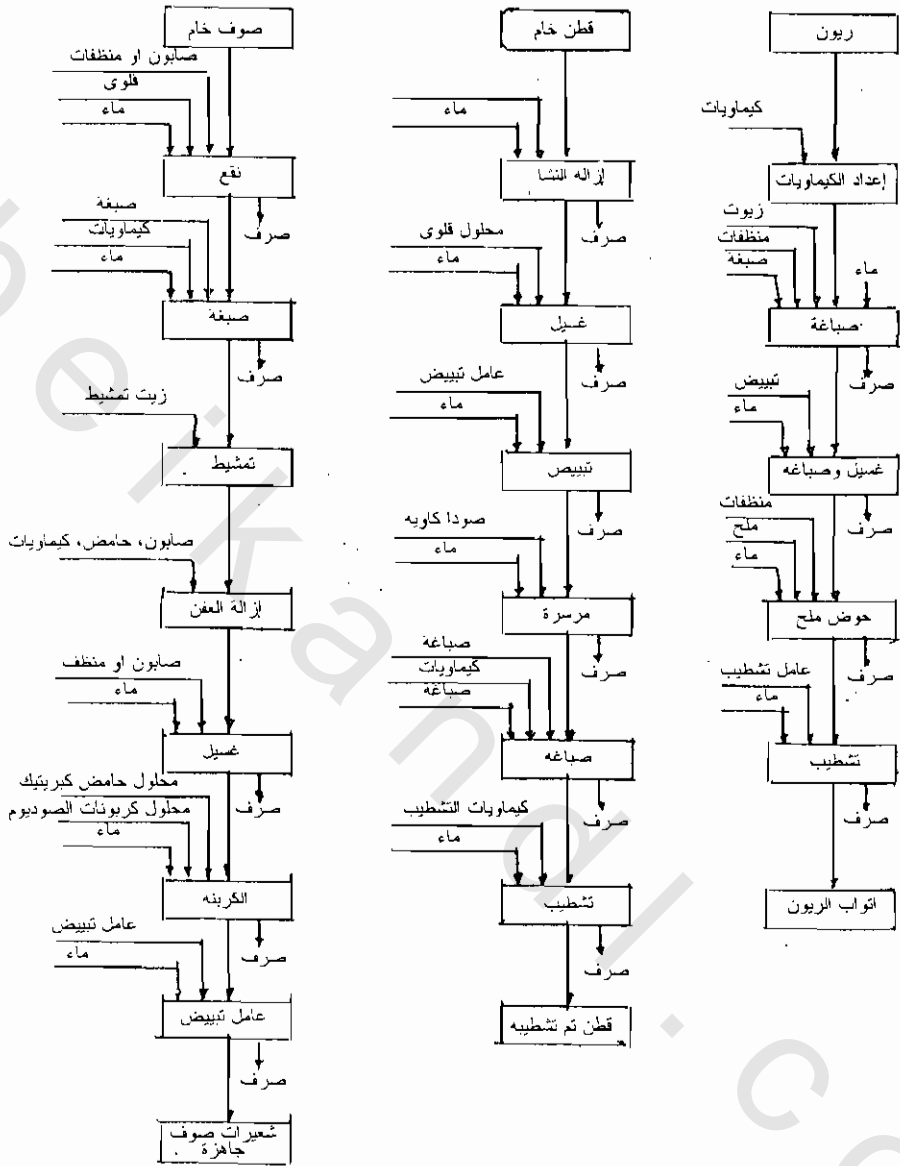 صوف خام
صابون او منظفات
قلوى
ماء
نقع
صرف
صبغة
كيماويات
ماء
صبغة
صرف
زيت تمشيط
تمشيط
صابون، حامض، كيماويات
إزالة العفن
صابون او منظف
ماء
غسيل
صرف
محلول حامض كبريتيك
محلول كربونات الصوديوم
ماء
الكربنه
صرف
عامل تبييض
ماء
عامل تبييض
صرف
شعيرات صوف
جاهزة
قطن خام
ماء
إزاله النشا
صرف
محلول قلوى
ماء
غسيل
صرف
عامل تبييض
ماء
تبييض
صرف
صودا كاويه
ماء
مرسرة
صرف
صباغة
كيماويات
صباغة
صباغه
صرف
كيماويات التشطيب
ماء
تشطيب
صرف
قطن تم تشطيبه
ريون
كيماويات
إعداد الكيماويات
زيوت
منظفات
صبغة
ماء
صباغة
صرف
تبييض
ماء
غسيل وصباغه
صرف
منظفات
ملح
ماء
حوض ملح
صرف
عامل تشطيب
ماء
تشطيب
صرف
اتواب الريون
beikandl.co